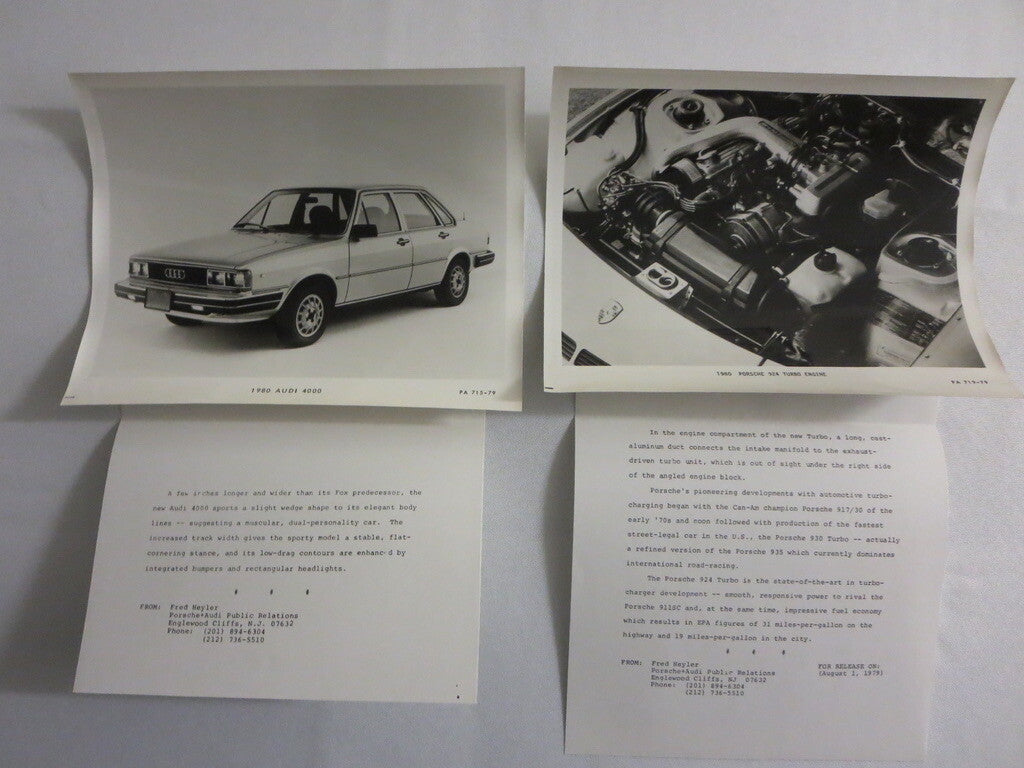 1980 AUDI 4000
PA 715-79
A few inches longer and wider than its Fox predecessor, the
new Audi 4000 sports a slight wedge shape to its elegant body
lines -- suggesting a muscular, dual-personality car. The
increased track width gives the sporty model a stable, flat-
cornering stance, and its low-drag contours are enhanc d by
integrated bumpers and rectangular headlights.
FROM: Fred Heyler
Porsche+Audi Public Relations
Englewood Cliffs, N.J. 07632
Phone: (201) 894-6304
(212) 736-5510
1980 PORSCHE 924 TURBO ENGINE
PA 719-79
In the engine compartment of the new Turbo, a long, cast-
aluminum duct connects the intake manifold to the exhaust-
driven turbo unit, which is out of sight under the right side
of the angled engine block.
Porsche's pioneering developments with automotive turbo-
charging began with the Can-Am champion Porsche 917/30 of the
early '70s and soon followed with production of the fastest
street-legal car in the U.S., the Porsche 930 Turbo -- actually
a refined version of the Porsche 935 which currently dominates
international road-racing.
The Porsche 924 Turbo is the state-of-the-art in turbo-
charger development -- smooth, responsive power to rival the
Porsche 911SC and, at the same time, impressive fuel economy
which results in EPA figures of 31 miles-per-gallon on the
highway and 19 miles-per-gallon in the city.
FROM: Fred Heyler
Porsche+Audi Public Relations
Englewood Cliffs, NJ 07632
Phone: (201) 894-6304
(212) 736-5510
FOR RELEASE ON:
(August 1, 1979)